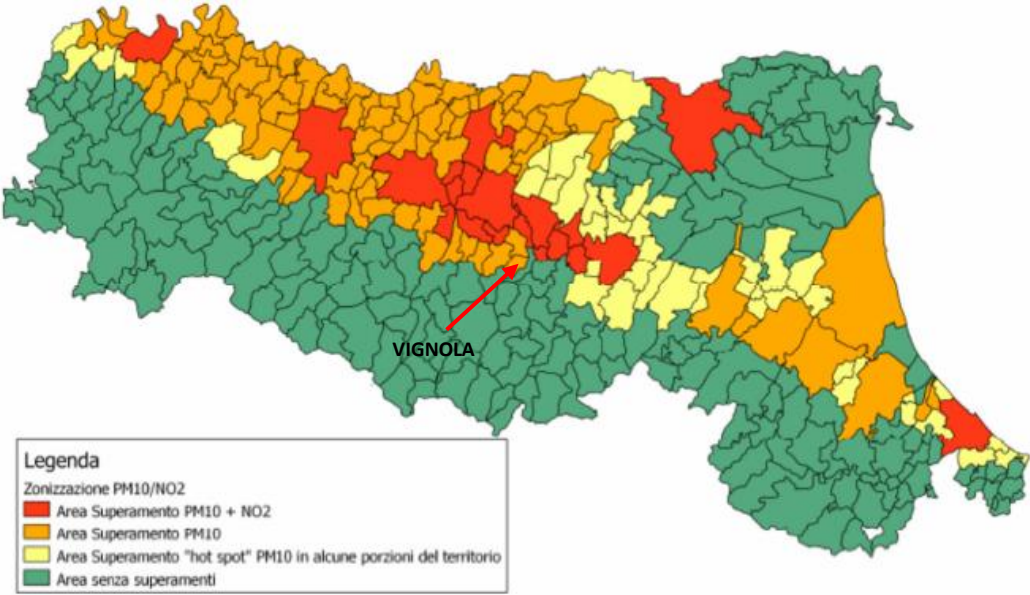 VIGNOLA
Legenda
Zonizzazione PM10/NO2
Area Superamento PM10 + NO2
Area Superamento PM10
Area Superamento "hot spot" PM10 in alcune porzioni del territorio
Area senza superamenti